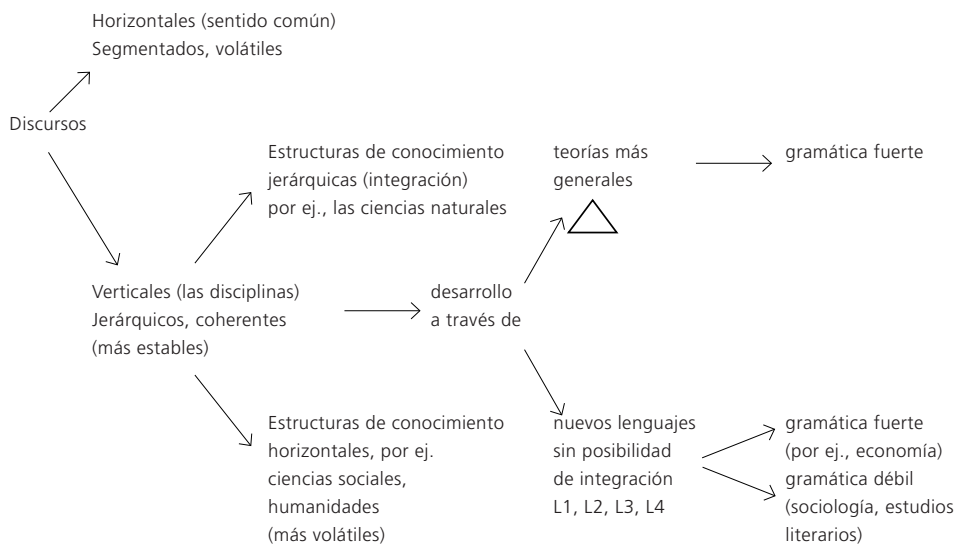 Horizontales (sentido común)
Segmentados, volátiles
Discursos
Estructuras de conocimiento
jerárquicas (integración)
por ej., las ciencias naturales
teorías más
generales
gramática fuerte
Verticales (las disciplinas)
Jerárquicos, coherentes
(más estables)
desarrollo
a través de
Estructuras de conocimiento
horizontales, por ej.
ciencias sociales,
humanidades
(más volátiles)
nuevos lenguajes
sin posibilidad
de integración
L1, L2, L3, L4
gramática fuerte
(por ej., economía)
gramática débil
(sociología, estudios
literarios)